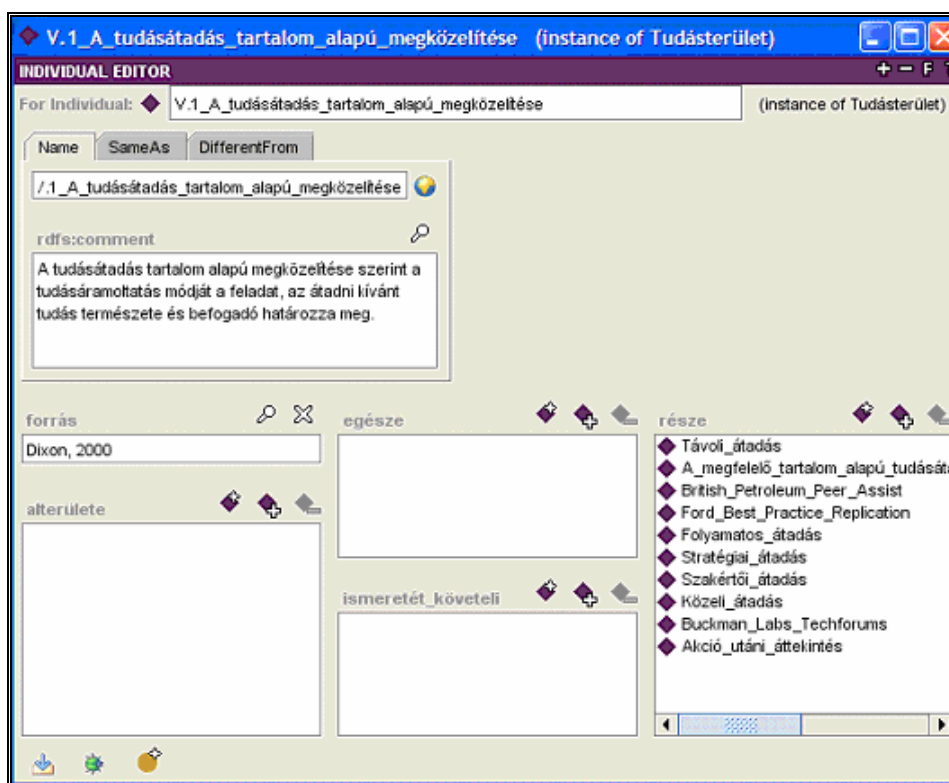 V.1_A_tudásátadás_tartalom_alapú_megközelítése (instance of Tudásterület)
INDIVIDUAL EDITOR
+ − F
For Individual: V.1_A_tudásátadás_tartalom_alapú_megközelítése (instance of Tudásterület)
Name SameAs DifferentFrom
/.1_A_tudásátadás_tartalom_alapú_megközelítése
rdfs:comment
A tudásátadás tartalom alapú megközelítése szerint a
tudásáramoltatás módját a feladat, az átadni kívánt
tudás természete és befogadó határozza meg.
forrás
Dixon, 2000
alterülete
egésze
ismeretét_követeli
része
Távoli_átadás
A_megfelelő_tartalom_alapú_tudását
British_Petroleum_Peer_Assist
Ford_Best_Practice_Replication
Folyamatos_átadás
Stratégiai_átadás
Szakértői_átadás
Közeli_átadás
Buckman_Labs_Techforums
Akció_utáni_áttekintés